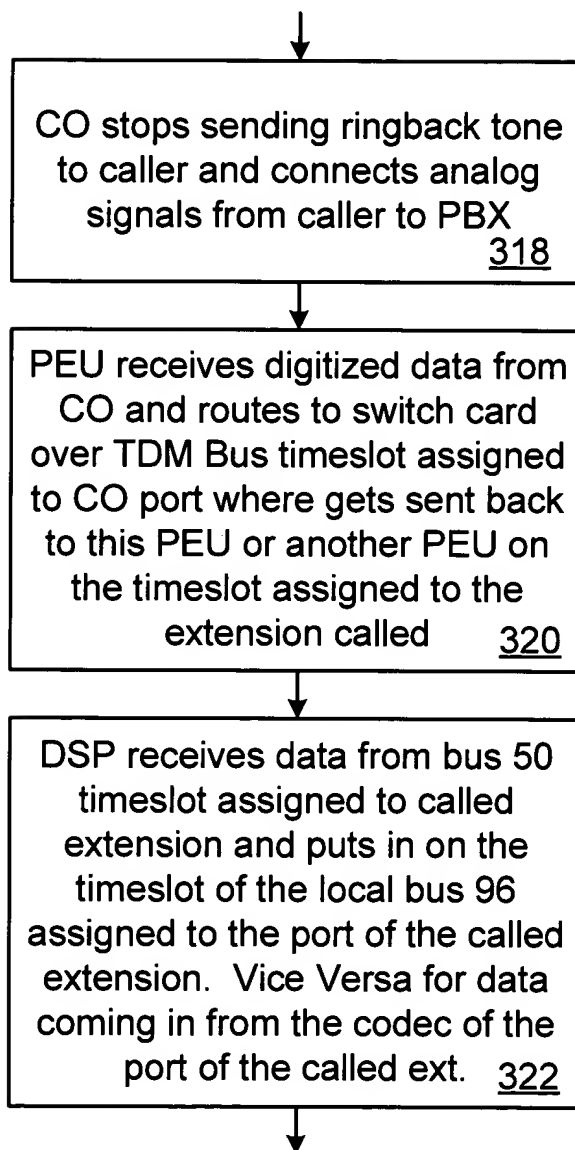 CO stops sending ringback tone
to caller and connects analog
signals from caller to PBX
318
PEU receives digitized data from
CO and routes to switch card
over TDM Bus timeslot assigned
to CO port where gets sent back
to this PEU or another PEU on
the timeslot assigned to the
extension called 320
DSP receives data from bus 50
timeslot assigned to called
extension and puts in on the
timeslot of the local bus 96
assigned to the port of the called
extension.  Vice Versa for data
coming in from the codec of the
port of the called ext. 322